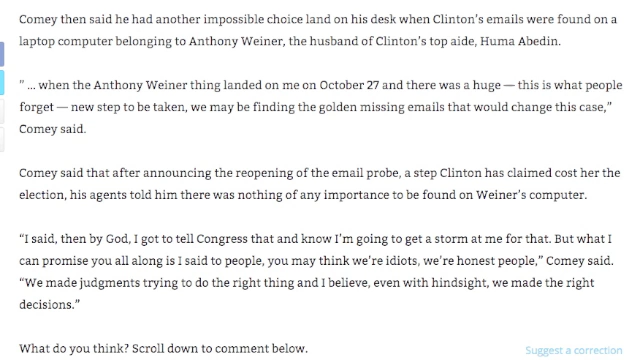 Comey then said he had another impossible choice land on his desk when Clinton's emails were found on a
laptop computer belonging to Anthony Weiner, the husband of Clinton's top aide, Huma Abedin.
" ... when the Anthony Weiner thing landed on me on October 27 and there was a huge — this is what people
forget — new step to be taken, we may be finding the golden missing emails that would change this case,"
Comey said.
Comey said that after announcing the reopening of the email probe, a step Clinton has claimed cost her the
election, his agents told him there was nothing of any importance to be found on Weiner's computer.
“I said, then by God, I got to tell Congress that and know I'm going to get a storm at me for that. But what I
can promise you all along is I said to people, you may think we're idiots, we're honest people,” Comey said.
“We made judgments trying to do the right thing and I believe, even with hindsight, we made the right
decisions.”
What do you think? Scroll down to comment below.
Suggest a correction